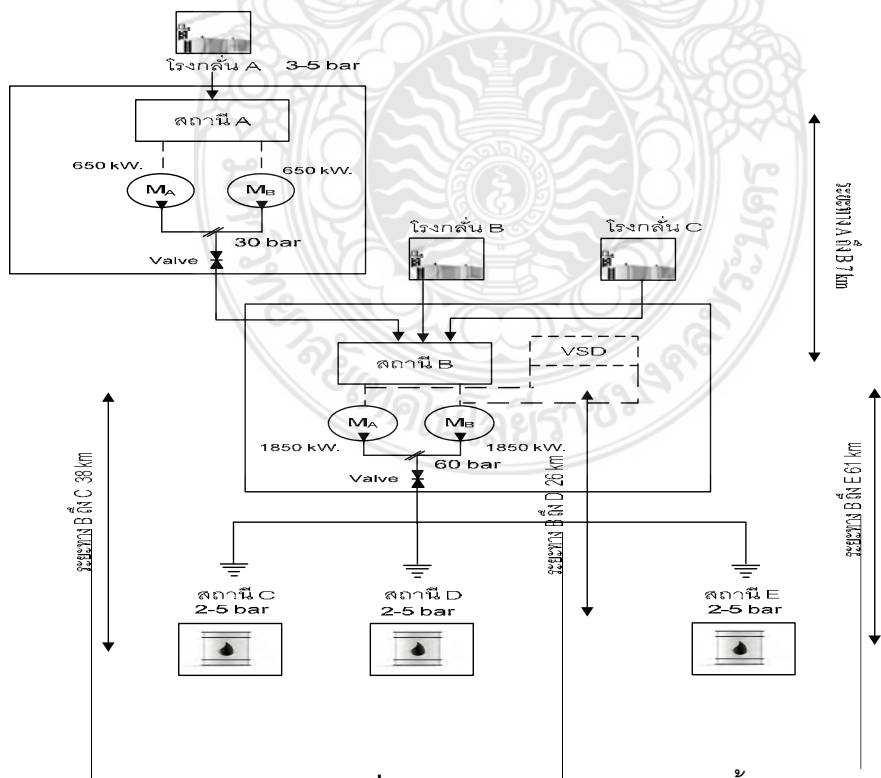 โรงกลั่น A 3-5 bar
สถานี A
650 kW.
650 kW.
MA
MB
30 bar
Valve
ระยะทาง A ถึง B 7 km
โรงกลั่น B
โรงกลั่น C
สถานี B
VSD
MA
MB
1850 kW.
1850 kW.
60 bar
Valve
ระยะทาง B ถึง C 38 km
ระยะทาง B ถึง D 26 km
ระยะทาง B ถึง E 61 km
สถานี C
2-5 bar
สถานี D
2-5 bar
สถานี E
2-5 bar